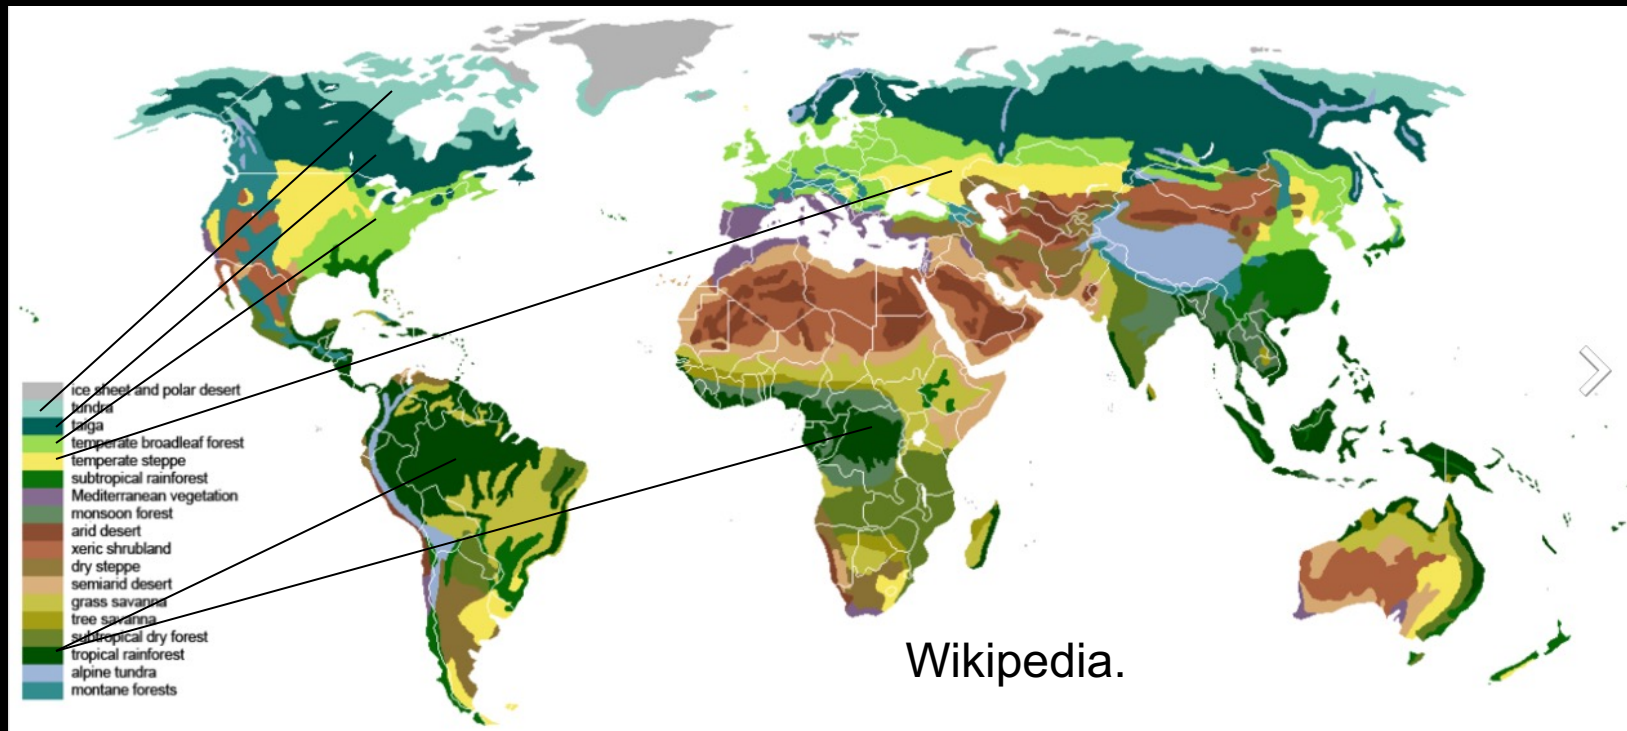 ice sheet and polar desert
tundra
taiga
temperate broadleaf forest
temperate steppe
subtropical rainforest
Mediterranean vegetation
monsoon forest
arid desert
xeric shrubland
dry steppe
semiarid desert
grass savanna
tree savanna
subtropical dry forest
tropical rainforest
alpine tundra
montane forests
Wikipedia.